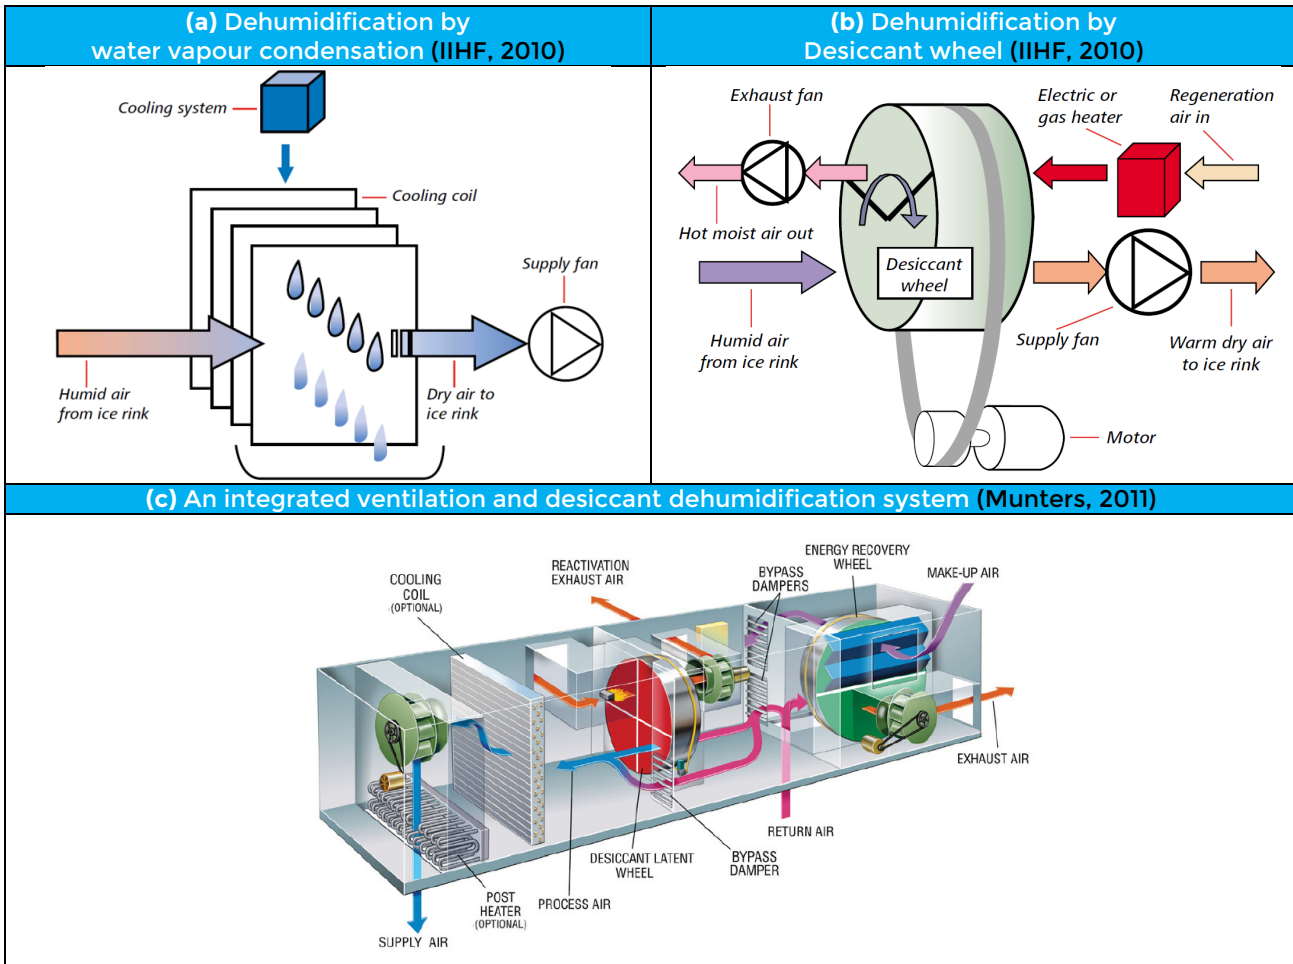 (a) Dehumidification by
water vapour condensation (IIHF, 2010)
Cooling system
Cooling coil
Supply fan
Humid air
from ice rink
Dry air to
ice rink
(b) Dehumidification by
Desiccant wheel (IIHF, 2010)
Exhaust fan
Electric or
gas heater
Regeneration
air in
Hot moist air out
Desiccant
wheel
Humid air
from ice rink
Supply fan
Warm dry air
to ice rink
Motor
(c) An integrated ventilation and desiccant dehumidification system (Munters, 2011)
COOLING
COIL
(OPTIONAL)
REACTIVATION
EXHAUST AIR
BYPASS
DAMPERS
ENERGY RECOVERY
WHEEL
MAKE-UP AIR
EXHAUST AIR
RETURN AIR
BYPASS
DAMPER
DESICCANT LATENT
WHEEL
PROCESS AIR
POST
HEATER
(OPTIONAL)
SUPPLY AIR